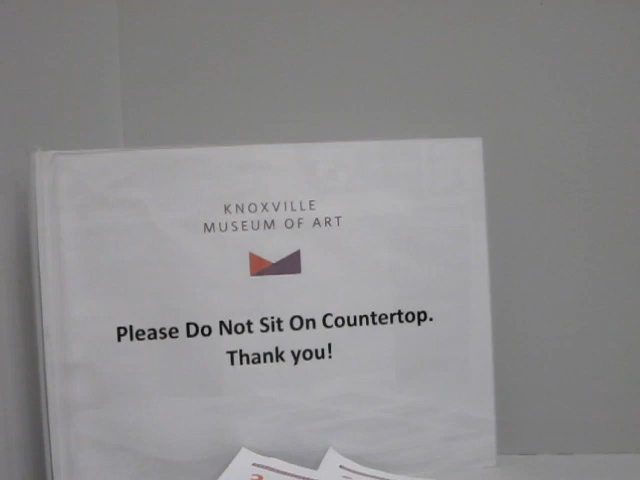 KNOXVILLE
MUSEUM OF ART
Please Do Not Sit On Countertop.
Thank you!